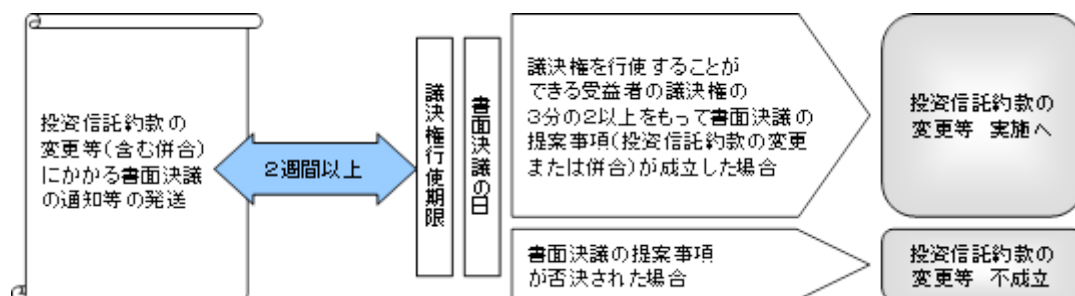 投資信託約款の
変更等(含む併合)
にかかる書面決議
の通知等の発送
2週間以上
議決権行使期限
書面決議の日
議決権を行使することが
できる受益者の議決権の
3分の2以上をもって書面決議の
提案事項(投資信託約款の変更
または併合)が成立した場合
投資信託約款の
変更等 実施へ
書面決議の提案事項
が否決された場合
投資信託約款の
変更等 不成立